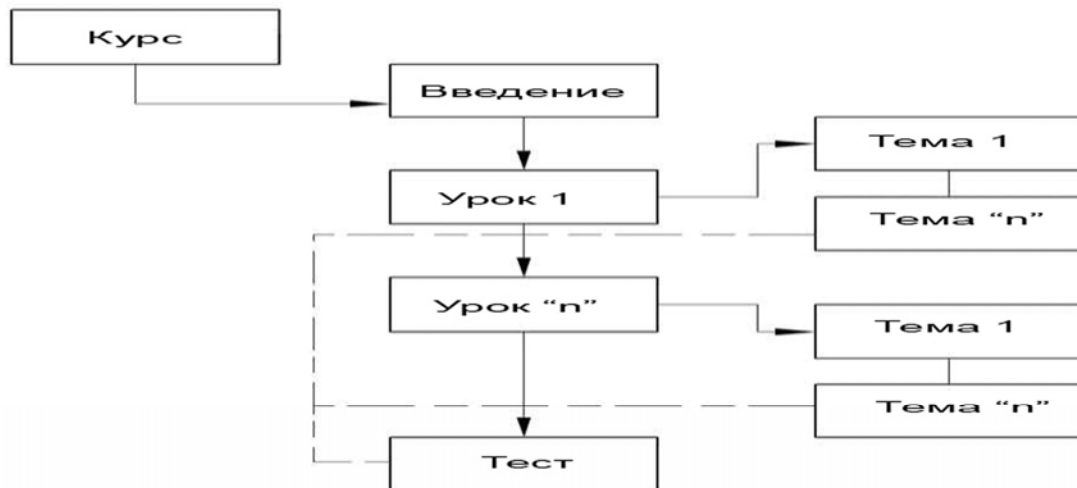 Курс
Введение
Урок 1
Тема 1
Тема “n”
Урок “n”
Тема 1
Тема “n”
Тест